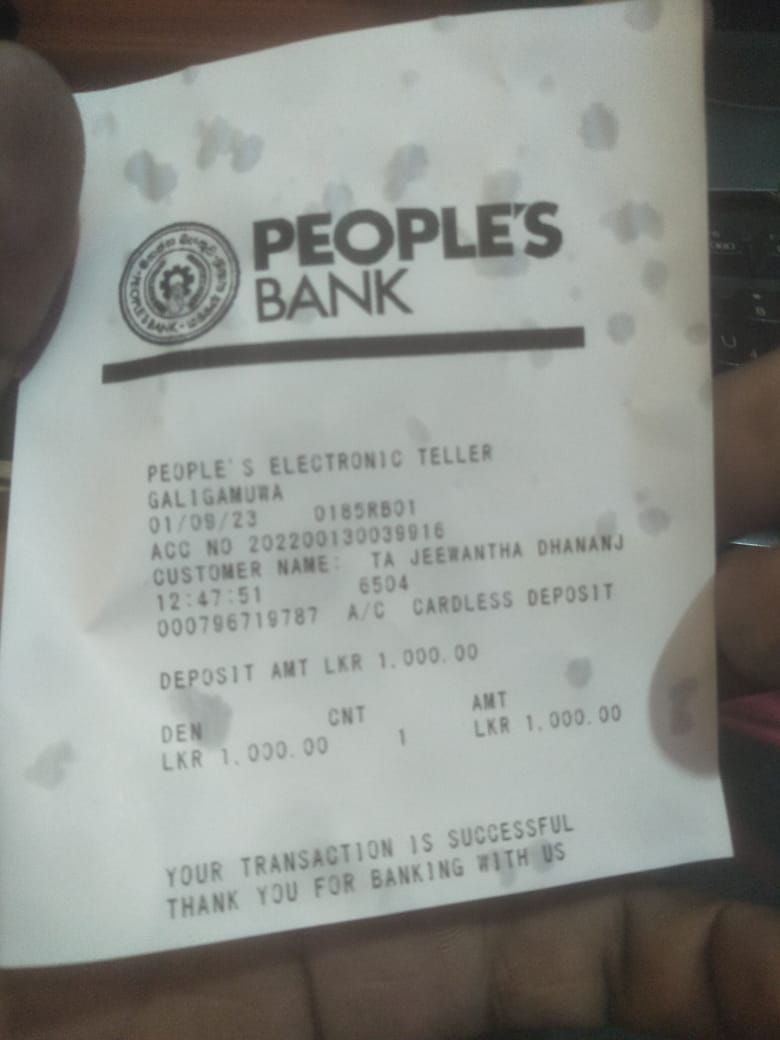 PEOPLE'S
BANK
PEOPLE'S BANK
PEOPLE'S ELECTRONIC TELLER
GALIGAMUWA
01/09/23 0185RB01
ACC NO 202200130039916
CUSTOMER NAME: TA JEEWANTHA DHANANJ
12:47:51 6504
000796719787 A/C CARDLESS DEPOSIT
DEPOSIT AMT LKR 1,000.00
DEN CNT AMT
LKR 1,000.00 1 LKR 1,000.00
YOUR TRANSACTION IS SUCCESSFUL
THANK YOU FOR BANKING WITH US